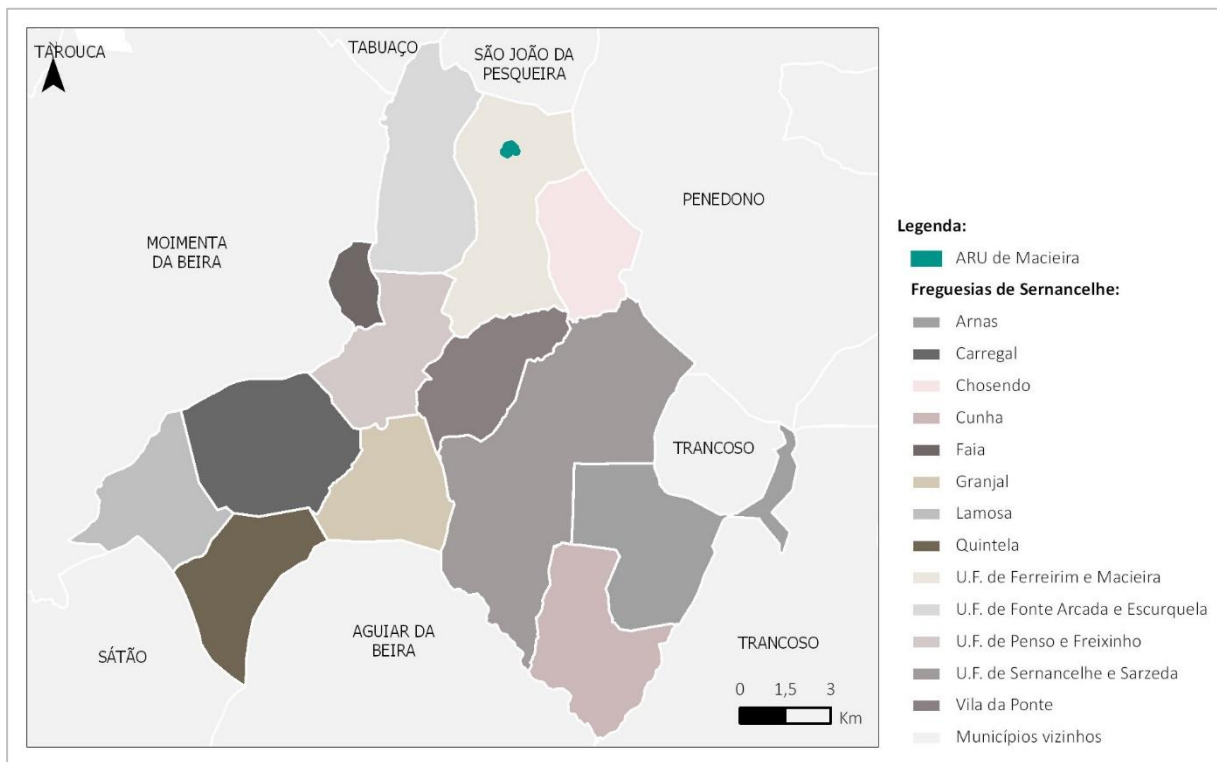 TAROUCA
TABUAÇO
SÃO JOÃO DA
PESQUEIRA
PENEDONO
MOIMENTA
DA BEIRA
TRANCOSO
AGUIAR DA
BEIRA
SÁTÃO
TRANCOSO
0 1,5 3
Km
Legenda:
ARU de Macieira
Freguesias de Sernancelhe:
Arnas
Carregal
Chosendo
Cunha
Faia
Granjal
Lamosa
Quintela
U.F. de Ferreirim e Macieira
U.F. de Fonte Arcada e Escurquela
U.F. de Penso e Freixinho
U.F. de Sernancelhe e Sarzeda
Vila da Ponte
Municípios vizinhos